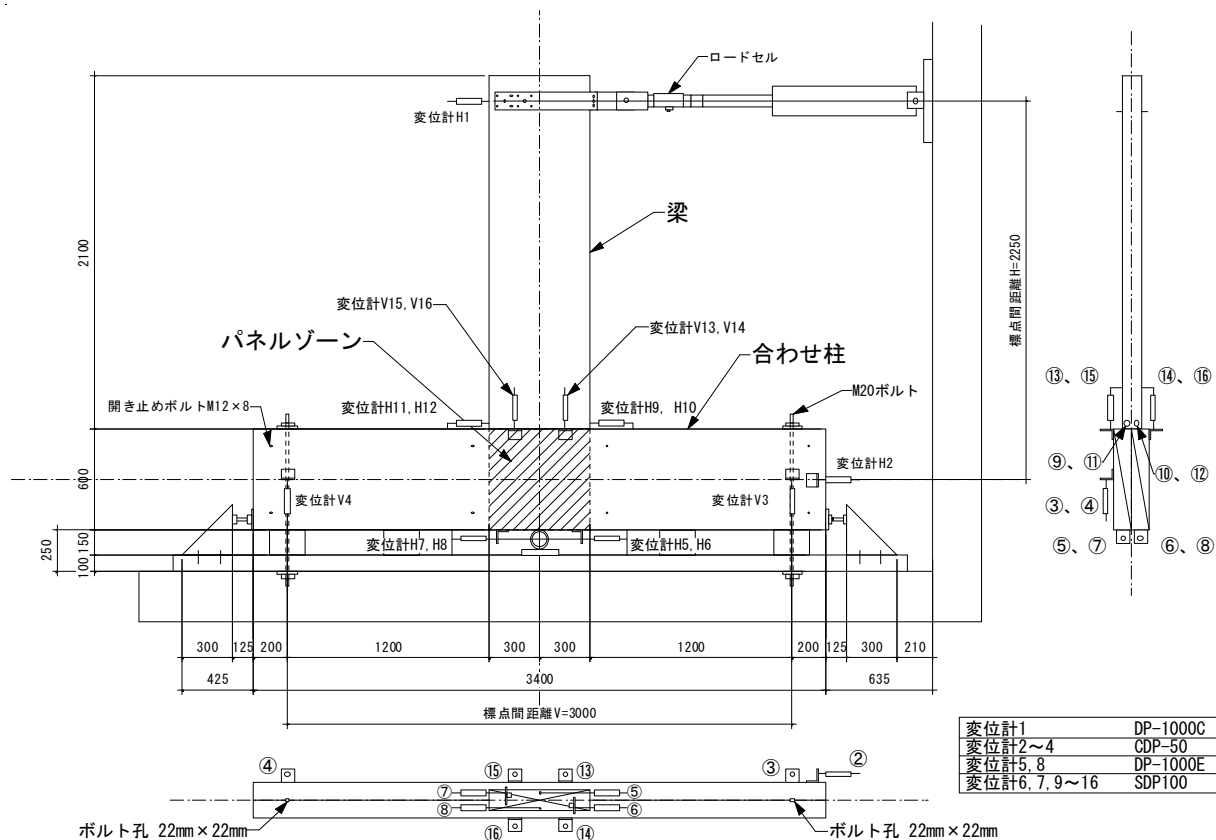 ロードセル
変位計H1
梁
2100
標点間距離H=2250
変位計V15,V16
変位計V13,V14
パネルゾーン
合わせ柱
⑬、⑮
⑭、⑯
開き止めボルトM12×8
変位計H11,H12
変位計H9, H10
M20ボルト
⑨、⑪
⑩、⑫
600
変位計H2
変位計V4
変位計V3
③、④
変位計H7,H8
変位計H5,H6
⑤、⑦
⑥、⑧
250
150
100
300
125
200
1200
300
300
1200
200
125
300
210
425
3400
635
標点間距離V=3000
変位計1 DP-1000C
変位計2~4 CDP-50
変位計5,8 DP-1000E
変位計6,7,9~16 SDP100
④
⑮
⑬
③
②
⑦
⑤
⑧
⑥
ボルト孔 22mm×22mm
⑯
⑭
ボルト孔 22mm×22mm